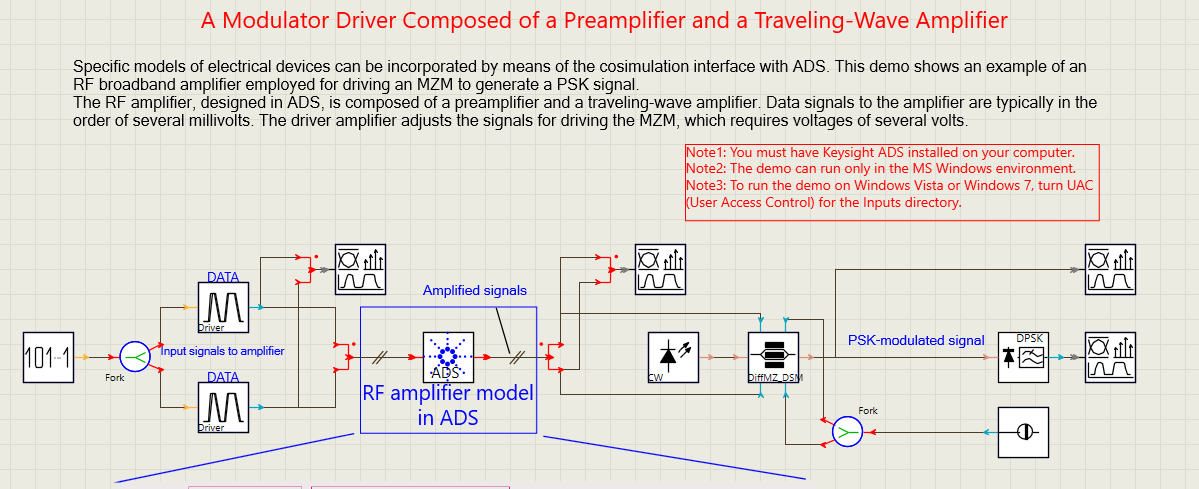 A Modulator Driver Composed of a Preamplifier and a Traveling-Wave Amplifier
Specific models of electrical devices can be incorporated by means of the cosimulation interface with ADS. This demo shows an example of an
RF broadband amplifier employed for driving an MZM to generate a PSK signal.
The RF amplifier, designed in ADS, is composed of a preamplifier and a traveling-wave amplifier. Data signals to the amplifier are typically in the
order of several millivolts. The driver amplifier adjusts the signals for driving the MZM, which requires voltages of several volts.
Note1: You must have Keysight ADS installed on your computer.
Note2: The demo can run only in the MS Windows environment.
Note3: To run the demo on Windows Vista or Windows 7, turn UAC
(User Access Control) for the Inputs directory.
DATA
Driver
Amplified signals
101··1
Fork
Input signals to amplifier
ADS
CW
DiffMZ_DSM
PSK-modulated signal
DPSK
DATA
Driver
RF amplifier model
in ADS
Fork